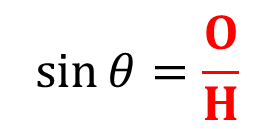 sin θ = O/H